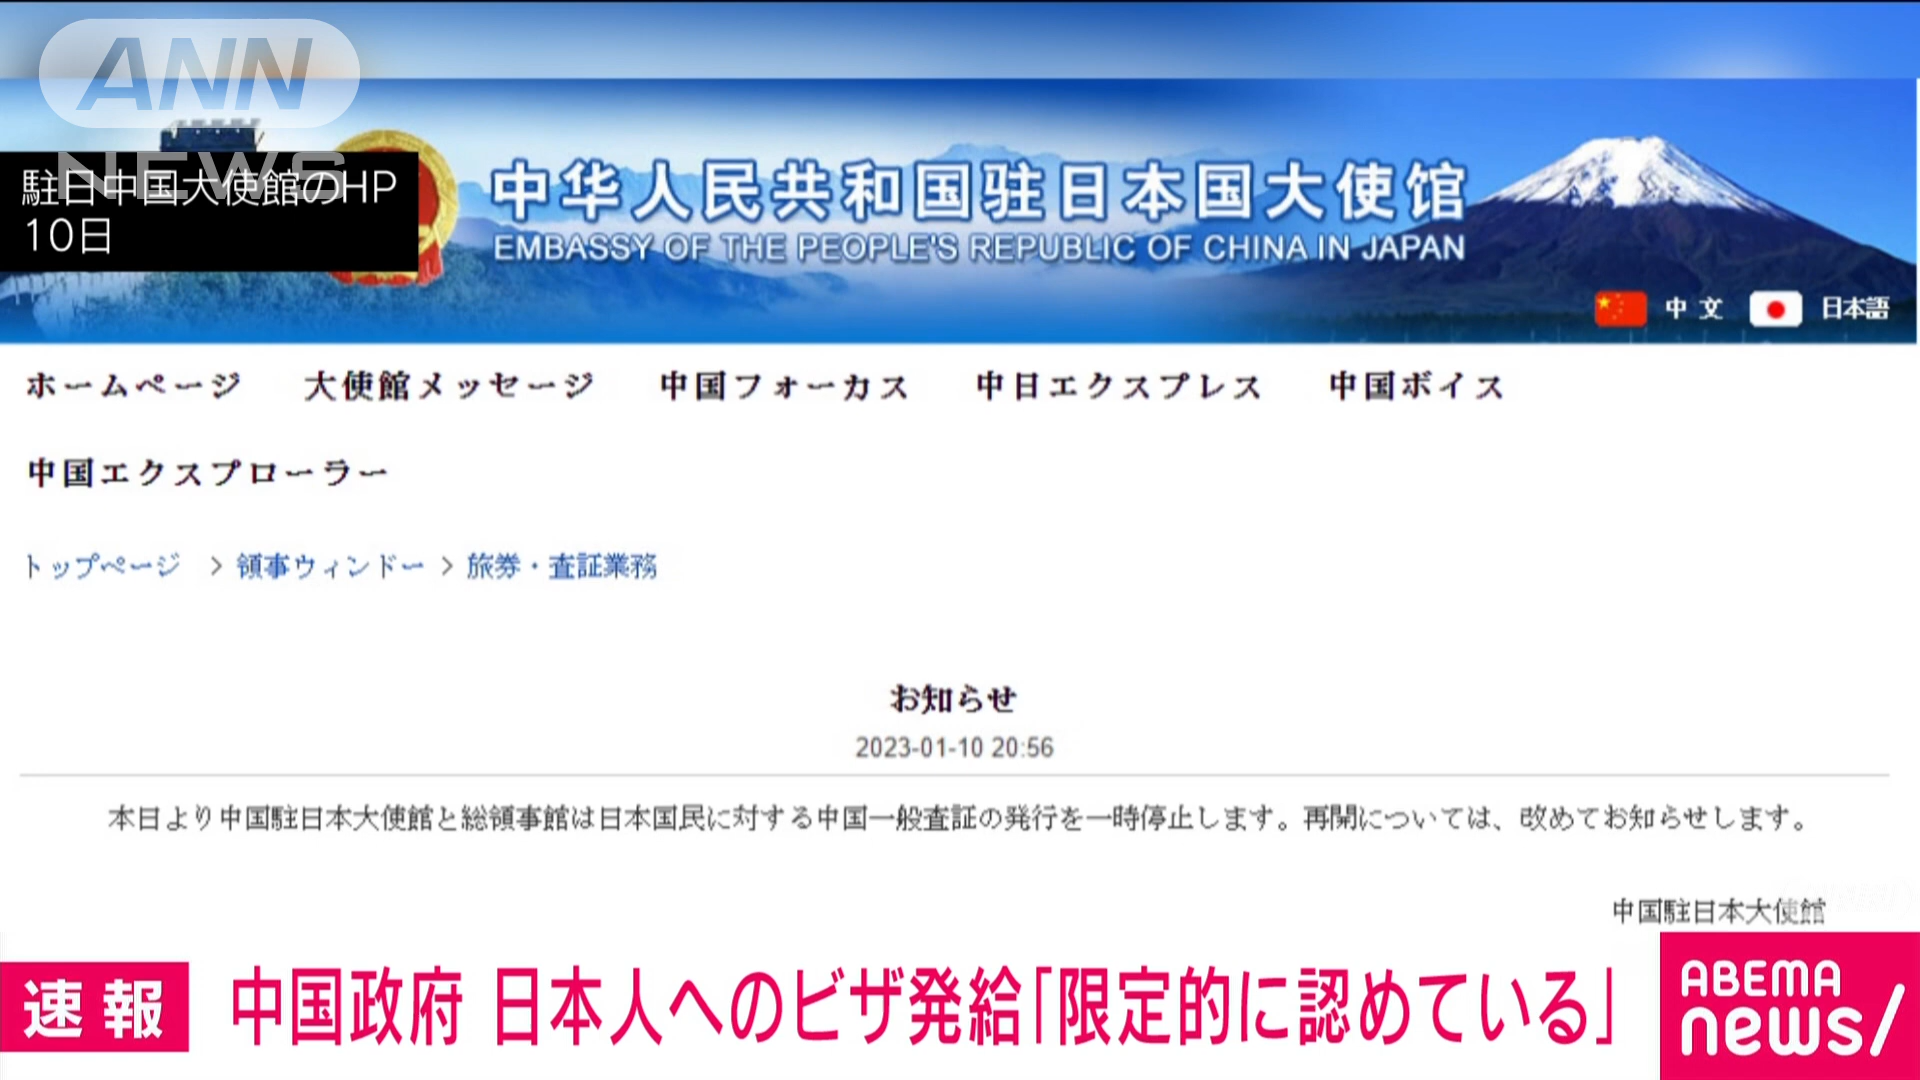 ANN
NEWS
駐日中国大使館のHP
10日
中华人民共和国驻日本国大使馆
EMBASSY OF THE PEOPLE'S REPUBLIC OF CHINA IN JAPAN
中文 日本語
ホームページ 大使館メッセージ 中国フォーカス 中日エクスプレス 中国ボイス
中国エクスプローラー
トップページ > 領事ウィンドー > 旅券・査証業務
お知らせ
2023-01-10 20:56
本日より中国駐日本大使館と総領事館は日本国民に対する中国一般査証の発行を一時停止します。再開については、改めてお知らせします。
中国駐日本大使館
速報 中国政府 日本人へのビザ発給「限定的に認めている」
ABEMA
news/